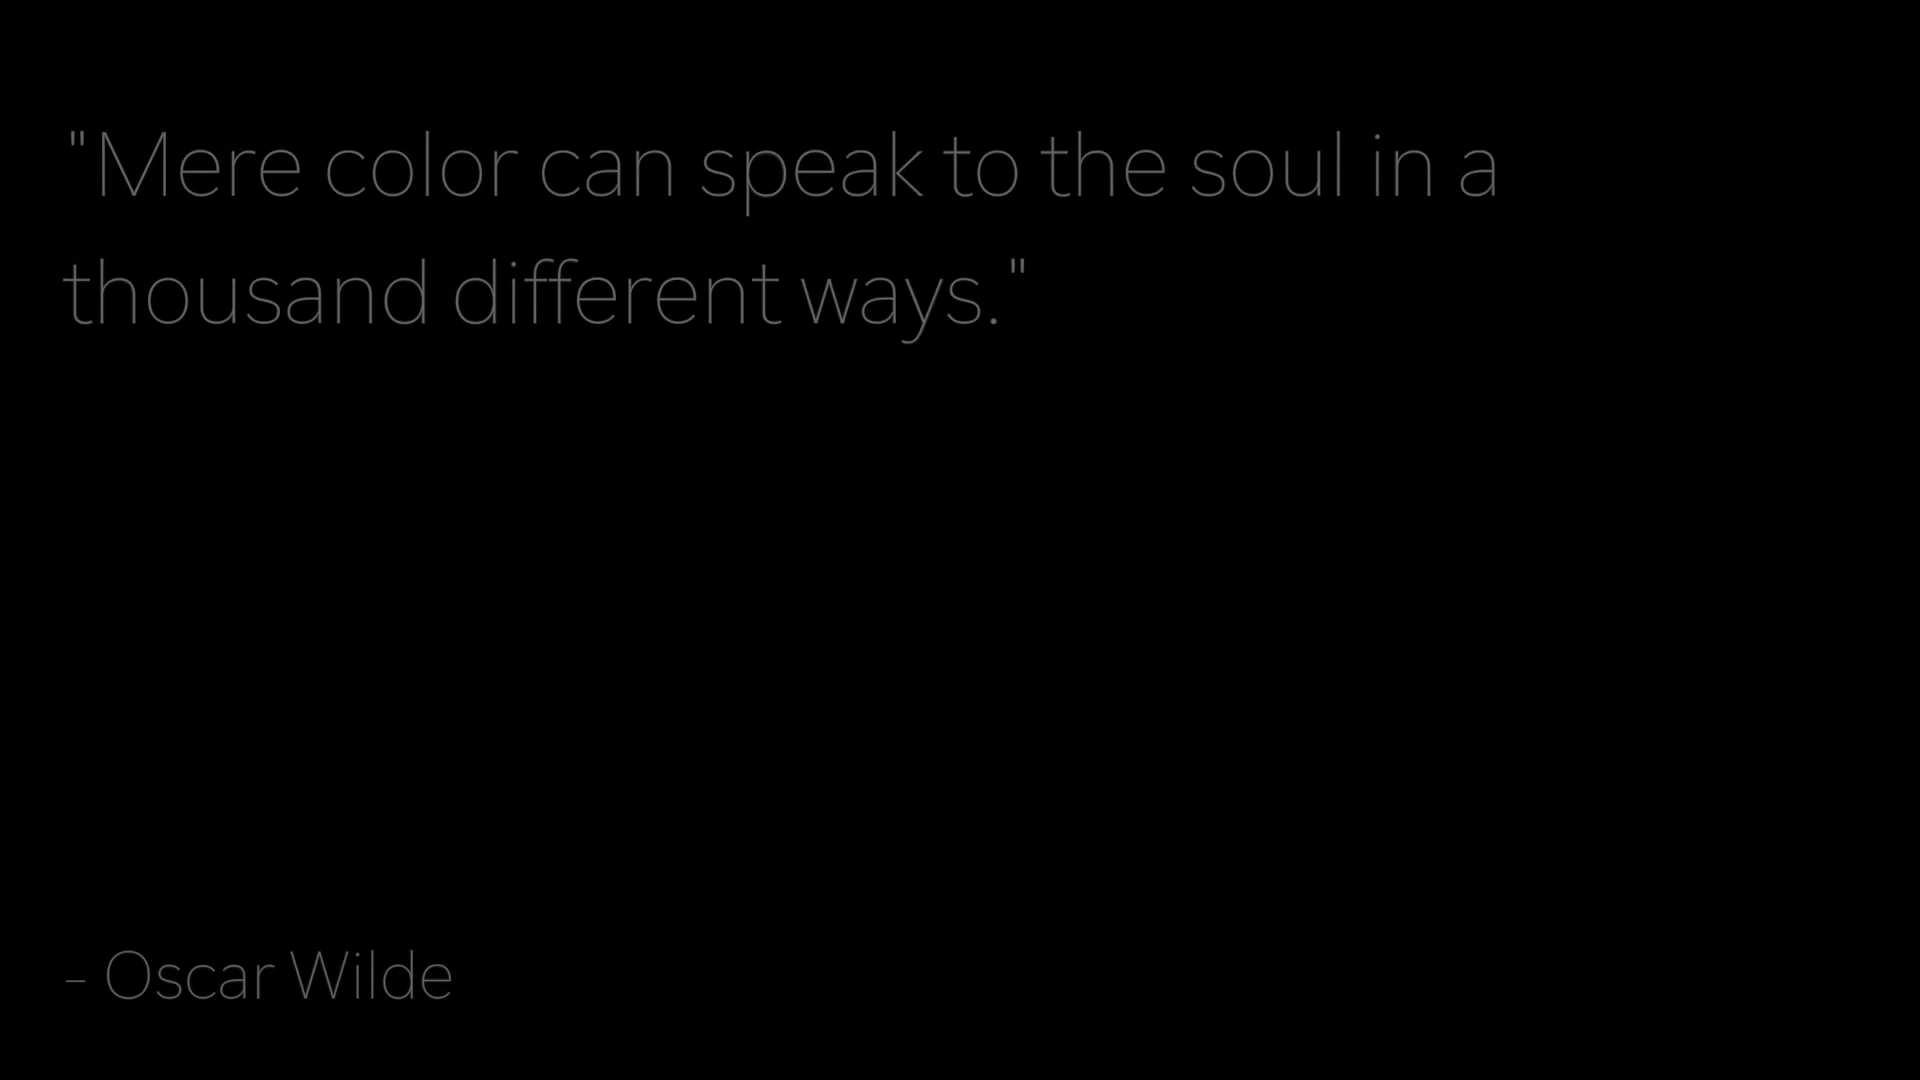 "Mere color can speak to the soul in a
thousand different ways."
- Oscar Wilde